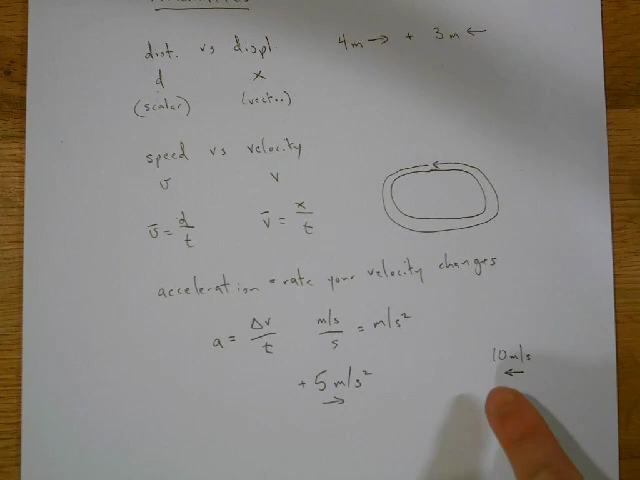 dist. vs displ.
4m → + 3m ←
d x
(scalar) (vector)
speed vs velocity
v v
v̄ = d/t v̄ = x/t
acceleration = rate your velocity changes
a = Δv/t m/s/s = m/s²
10 m/s
←
+ 5 m/s²
→